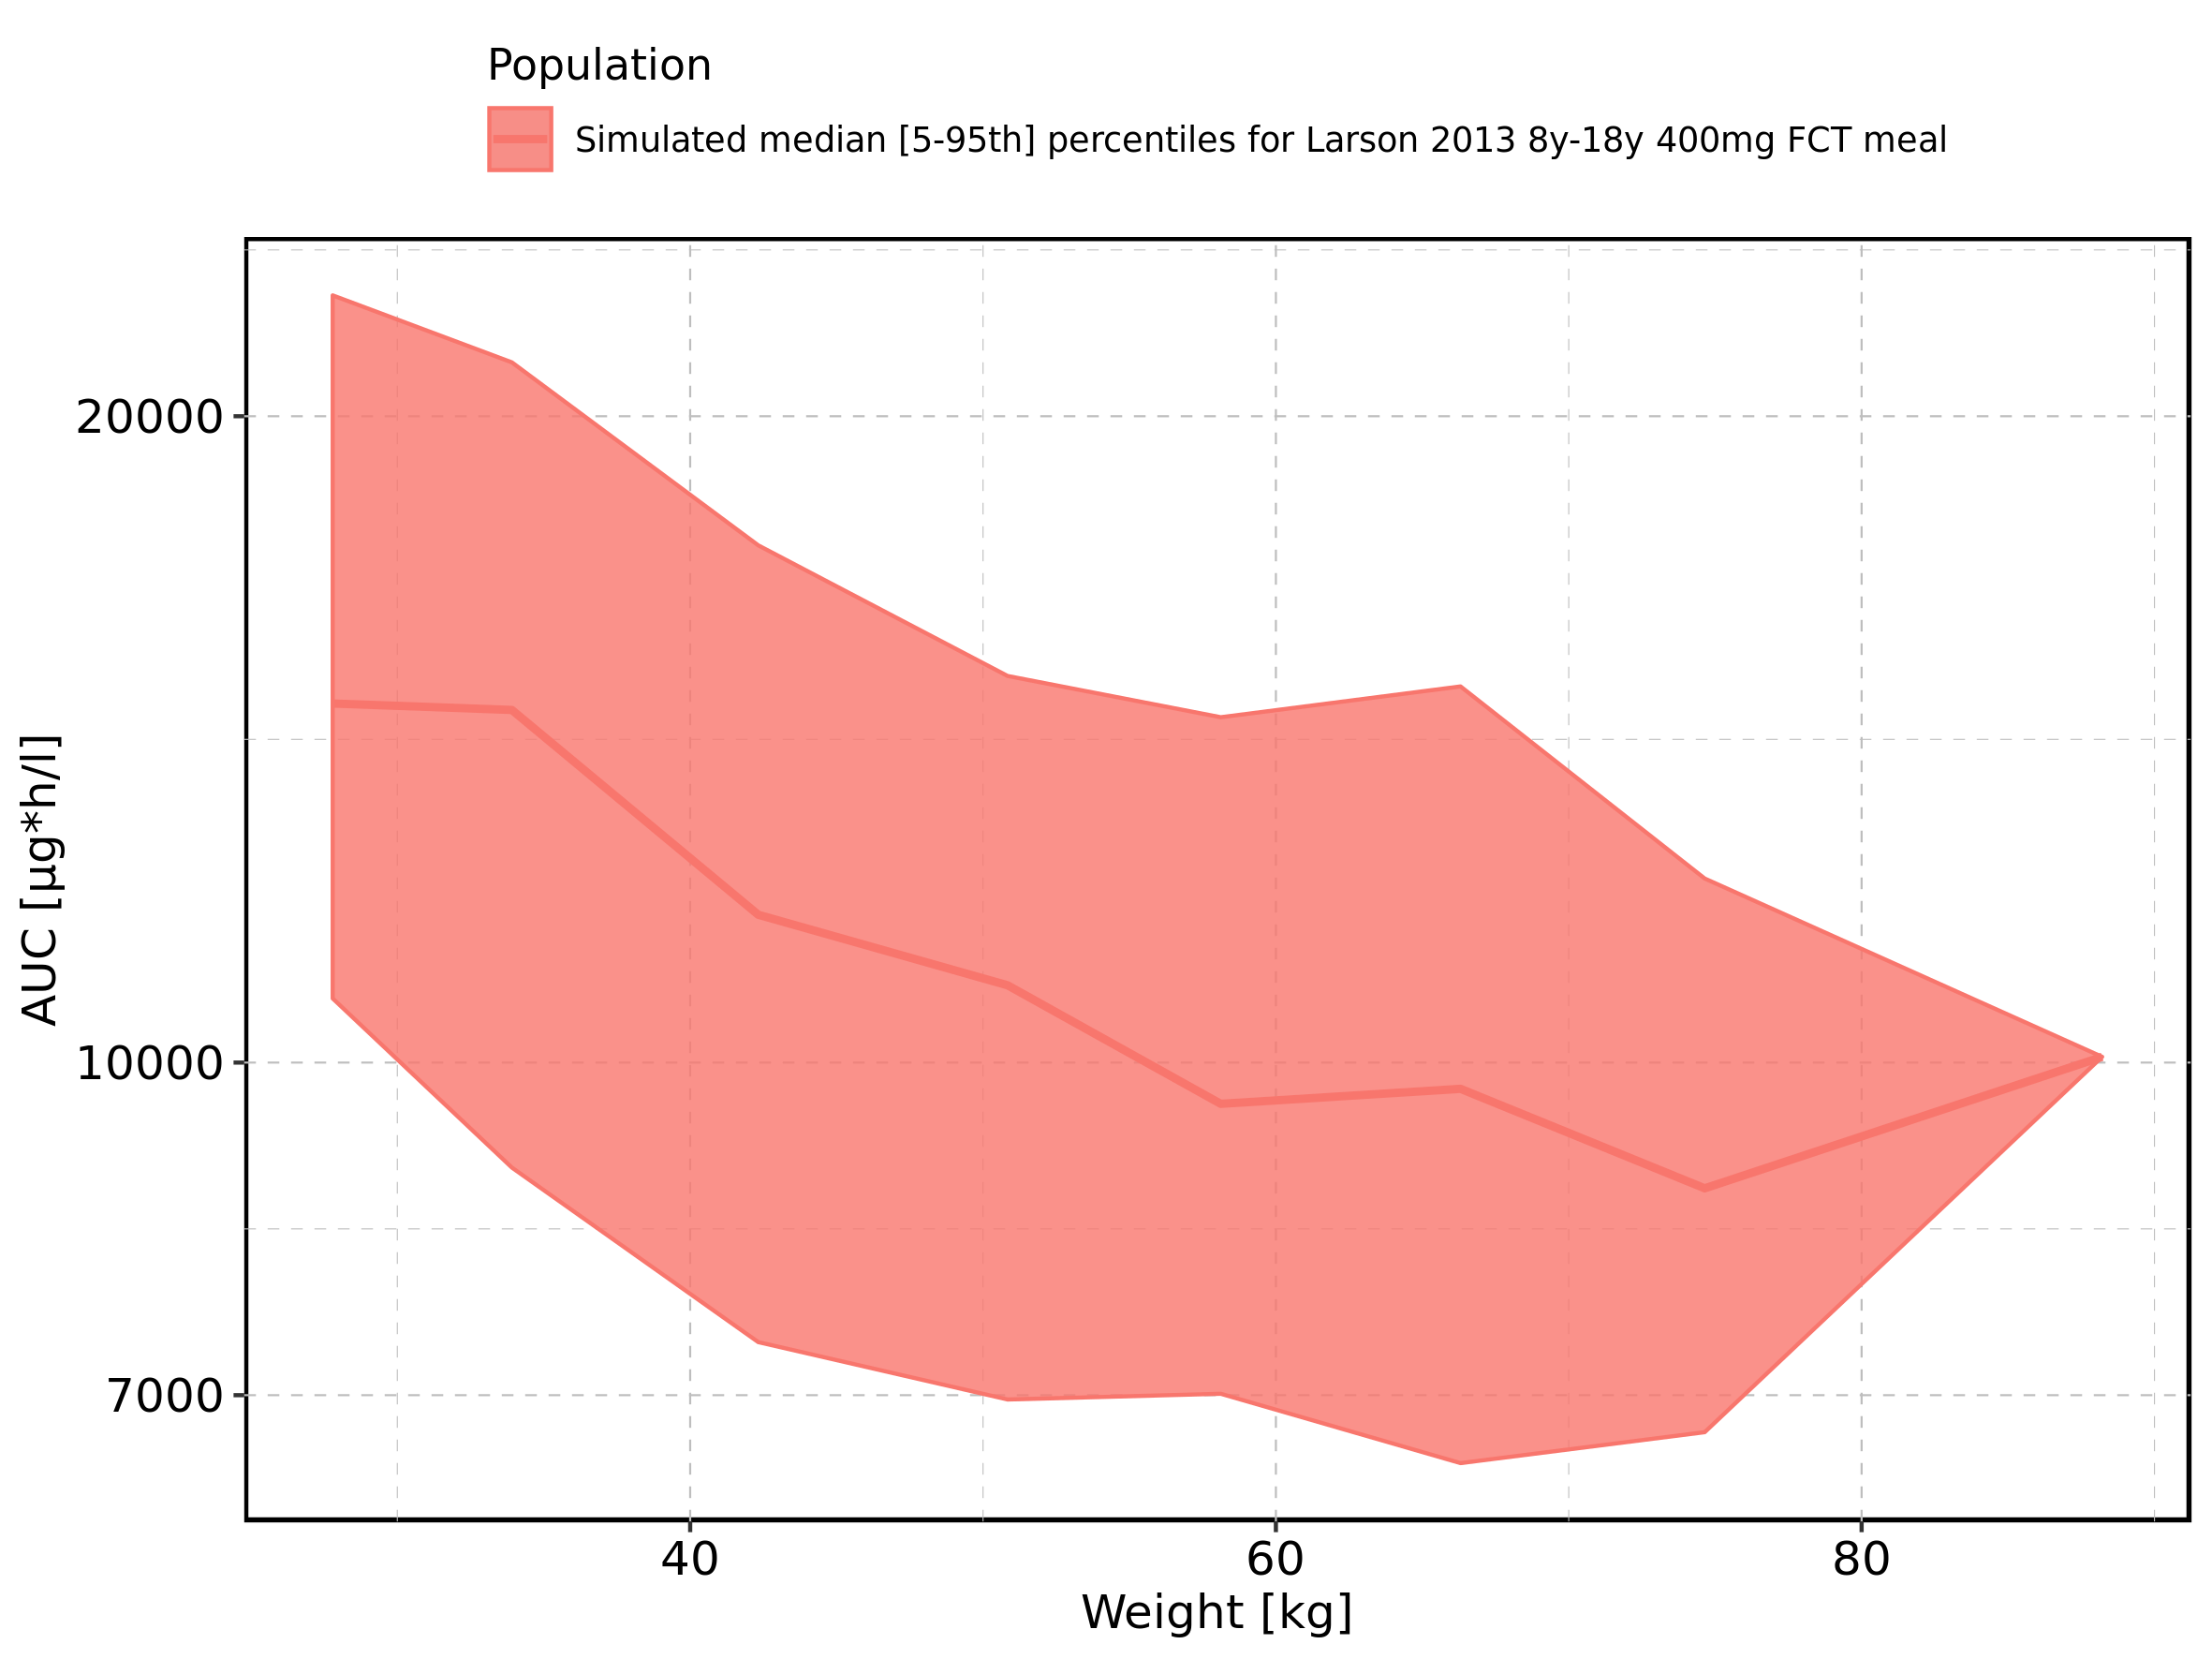 Population
Simulated median [5-95th] percentiles for Larson 2013 8y-18y 400mg FCT meal
20000
10000
7000
AUC [µg*h/l]
40 60 80
Weight [kg]